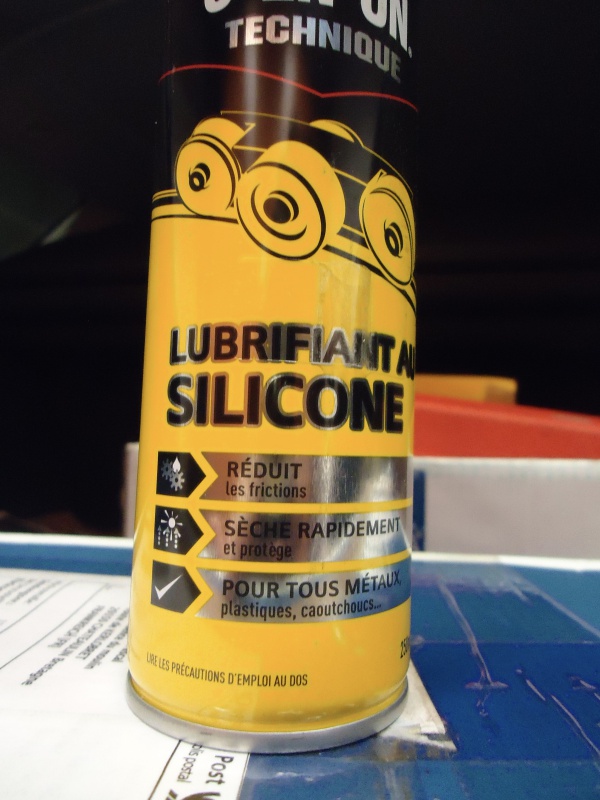 TECHNIQUE
LUBRIFIANT AU
SILICONE
RÉDUIT
les frictions
SÈCHE RAPIDEMENT
et protège
POUR TOUS MÉTAUX,
plastiques, caoutchoucs...
LIRE LES PRÉCAUTIONS D'EMPLOI AU DOS
Post
postal